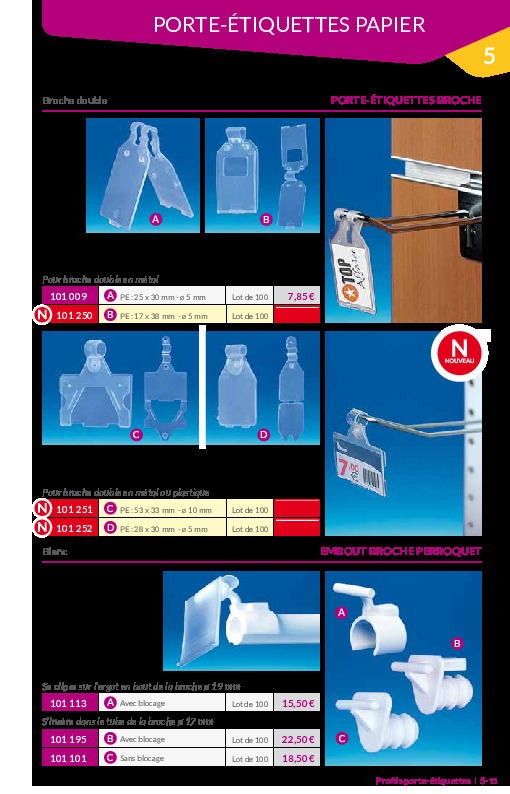 PORTE-ÉTIQUETTES PAPIER
5
Broche double PORTE-ÉTIQUETTES BROCHE
A
B
TOP Affaire
Pour broche double en métal
101 009 A PE : 25 x 30 mm - ø 5 mm Lot de 100 7,85 €
N 101 250 B PE : 17 x 38 mm - ø 5 mm Lot de 100
N
NOUVEAU
C
D
Pour broche double en métal ou plastique
N 101 251 C PE : 53 x 33 mm - ø 10 mm Lot de 100
N 101 252 D PE : 28 x 30 mm - ø 5 mm Lot de 100
Blanc EMBOUT BROCHE PERROQUET
A
B
C
Se clipse sur l'ergot en bout de la broche ø 19 mm
101 113 A Avec blocage Lot de 100 15,50 €
S'insère dans le tube de la broche ø 17 mm
101 195 B Avec blocage Lot de 100 22,50 €
101 101 C Sans blocage Lot de 100 18,50 €
Profils porte-étiquettes | 5-11